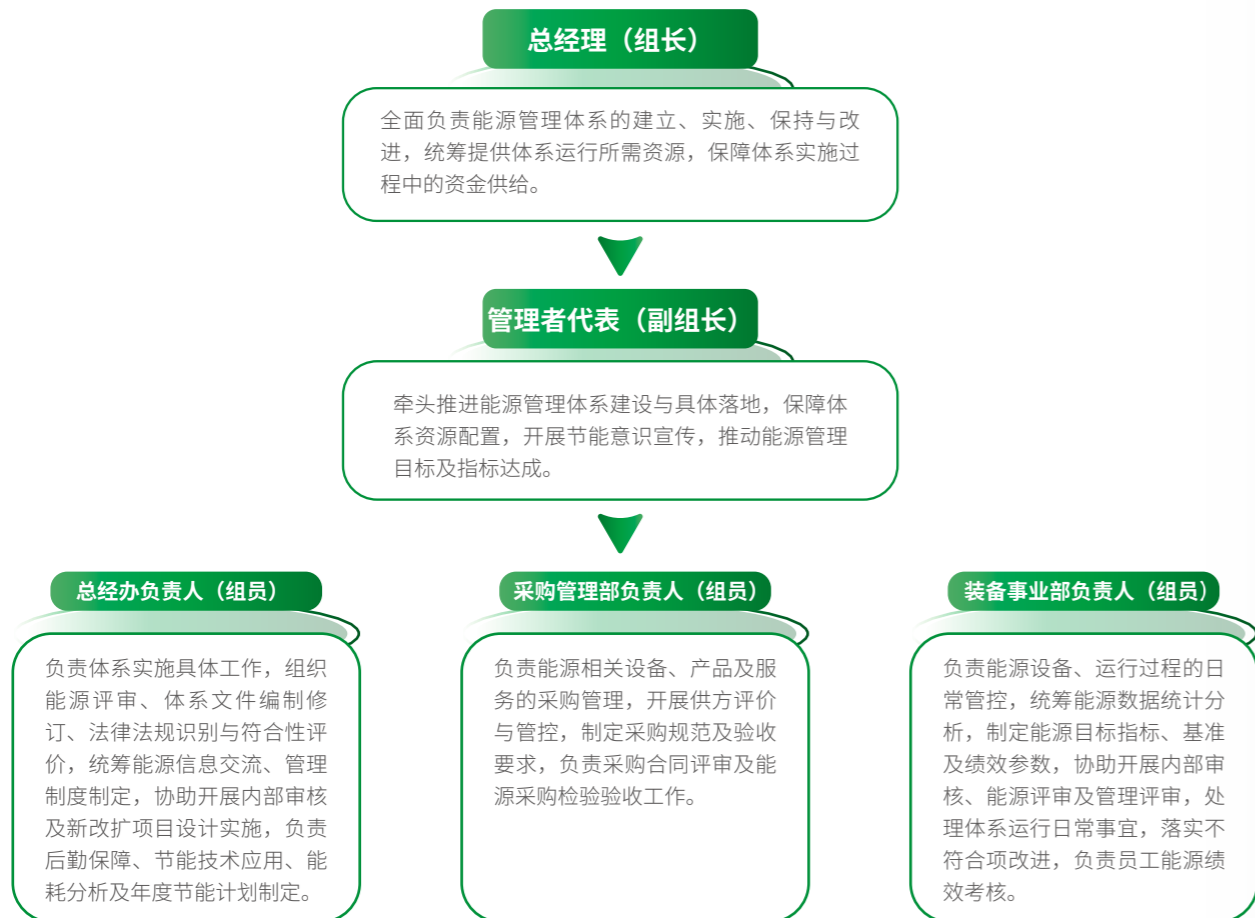 总经理（组长）
全面负责能源管理体系的建立、实施、保持与改
进，统筹提供体系运行所需资源，保障体系实施过
程中的资金供给。
管理者代表（副组长）
牵头推进能源管理体系建设与具体落地，保障体
系资源配置，开展节能意识宣传，推动能源管理
目标及指标达成。
总经办负责人（组员）
负责体系实施具体工作，组织
能源评审、体系文件编制修
订、法律法规识别与符合性评
价，统筹能源信息交流、管理
制度制定，协助开展内部审核
及新改扩项目设计实施，负责
后勤保障、节能技术应用、能
耗分析及年度节能计划制定。
采购管理部负责人（组员）
负责能源相关设备、产品及服
务的采购管理，开展供方评价
与管控，制定采购规范及验收
要求，负责采购合同评审及能
源采购检验验收工作。
装备事业部负责人（组员）
负责能源设备、运行过程的日
常管控，统筹能源数据统计分
析，制定能源目标指标、基准
及绩效参数，协助开展内部审
核、能源评审及管理评审，处
理体系运行日常事宜，落实不
符合项改进，负责员工能源绩
效考核。